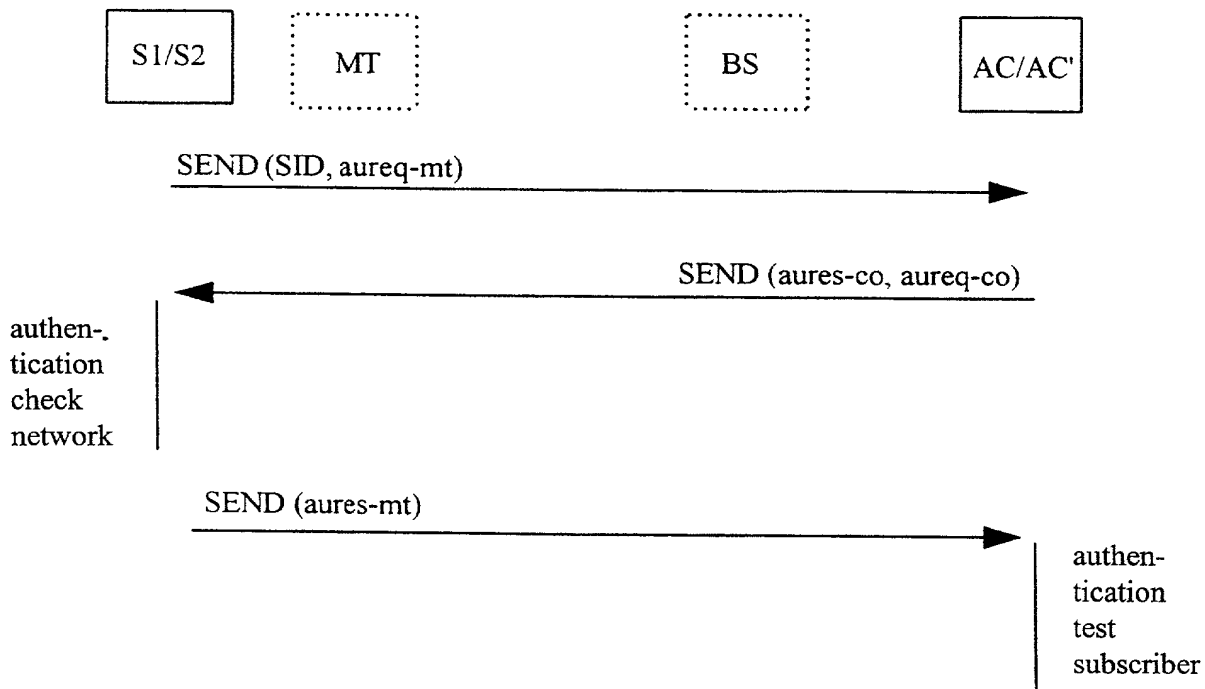 S1/S2
MT
BS
AC/AC'
SEND (SID, aureq-mt)
SEND (aures-co, aureq-co)
authen-
tication
check
network
SEND (aures-mt)
authen-
tication
test
subscriber